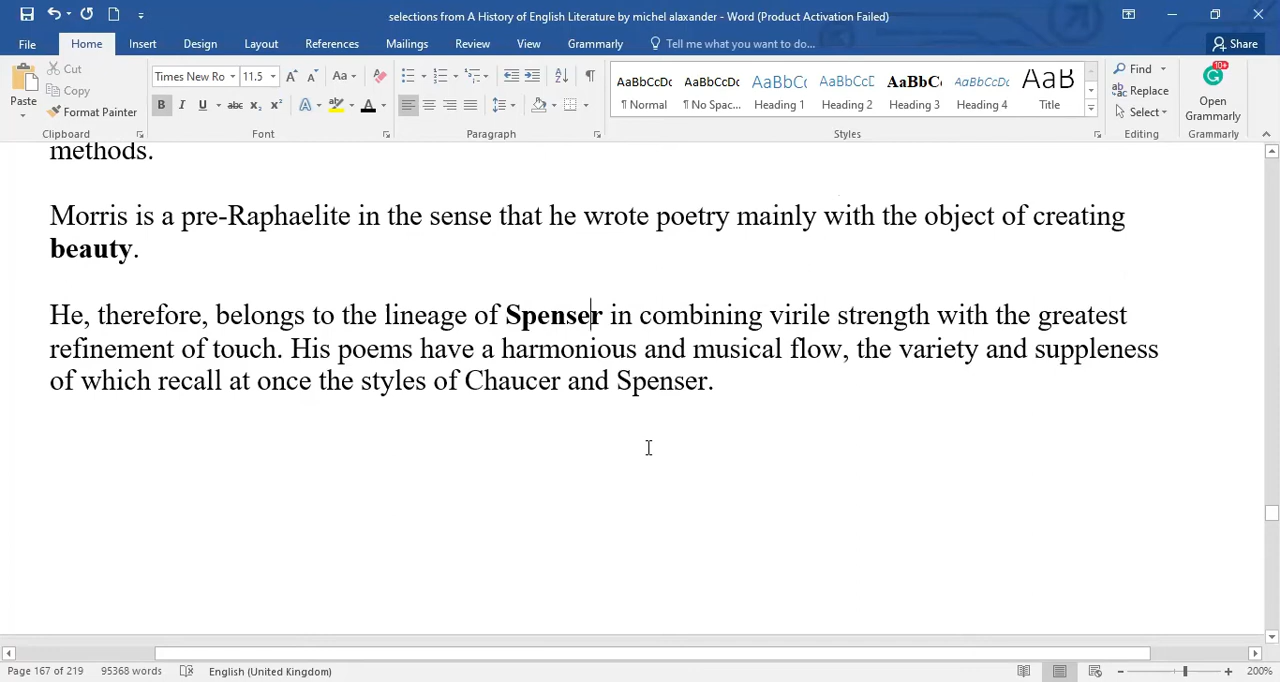 selections from A History of English Literature by michel alaxander - Word (Product Activation Failed)
File Home Insert Design Layout References Mailings Review View Grammarly Tell me what you want to do... Share
Paste Cut Copy Format Painter
Times New Ro 11.5
AaBbCcDc AaBbCcDc AaBbCcD AaBbCcD AaBbC AaBbCcD AaB
¶ Normal ¶ No Spac... Heading 1 Heading 2 Heading 3 Heading 4 Title
Find Replace Select
10+
Open Grammarly
Clipboard Font Paragraph Styles Editing Grammarly
methods.
Morris is a pre-Raphaelite in the sense that he wrote poetry mainly with the object of creating
beauty.
He, therefore, belongs to the lineage of Spenser in combining virile strength with the greatest
refinement of touch. His poems have a harmonious and musical flow, the variety and suppleness
of which recall at once the styles of Chaucer and Spenser.
Page 167 of 219 95368 words English (United Kingdom) 200%